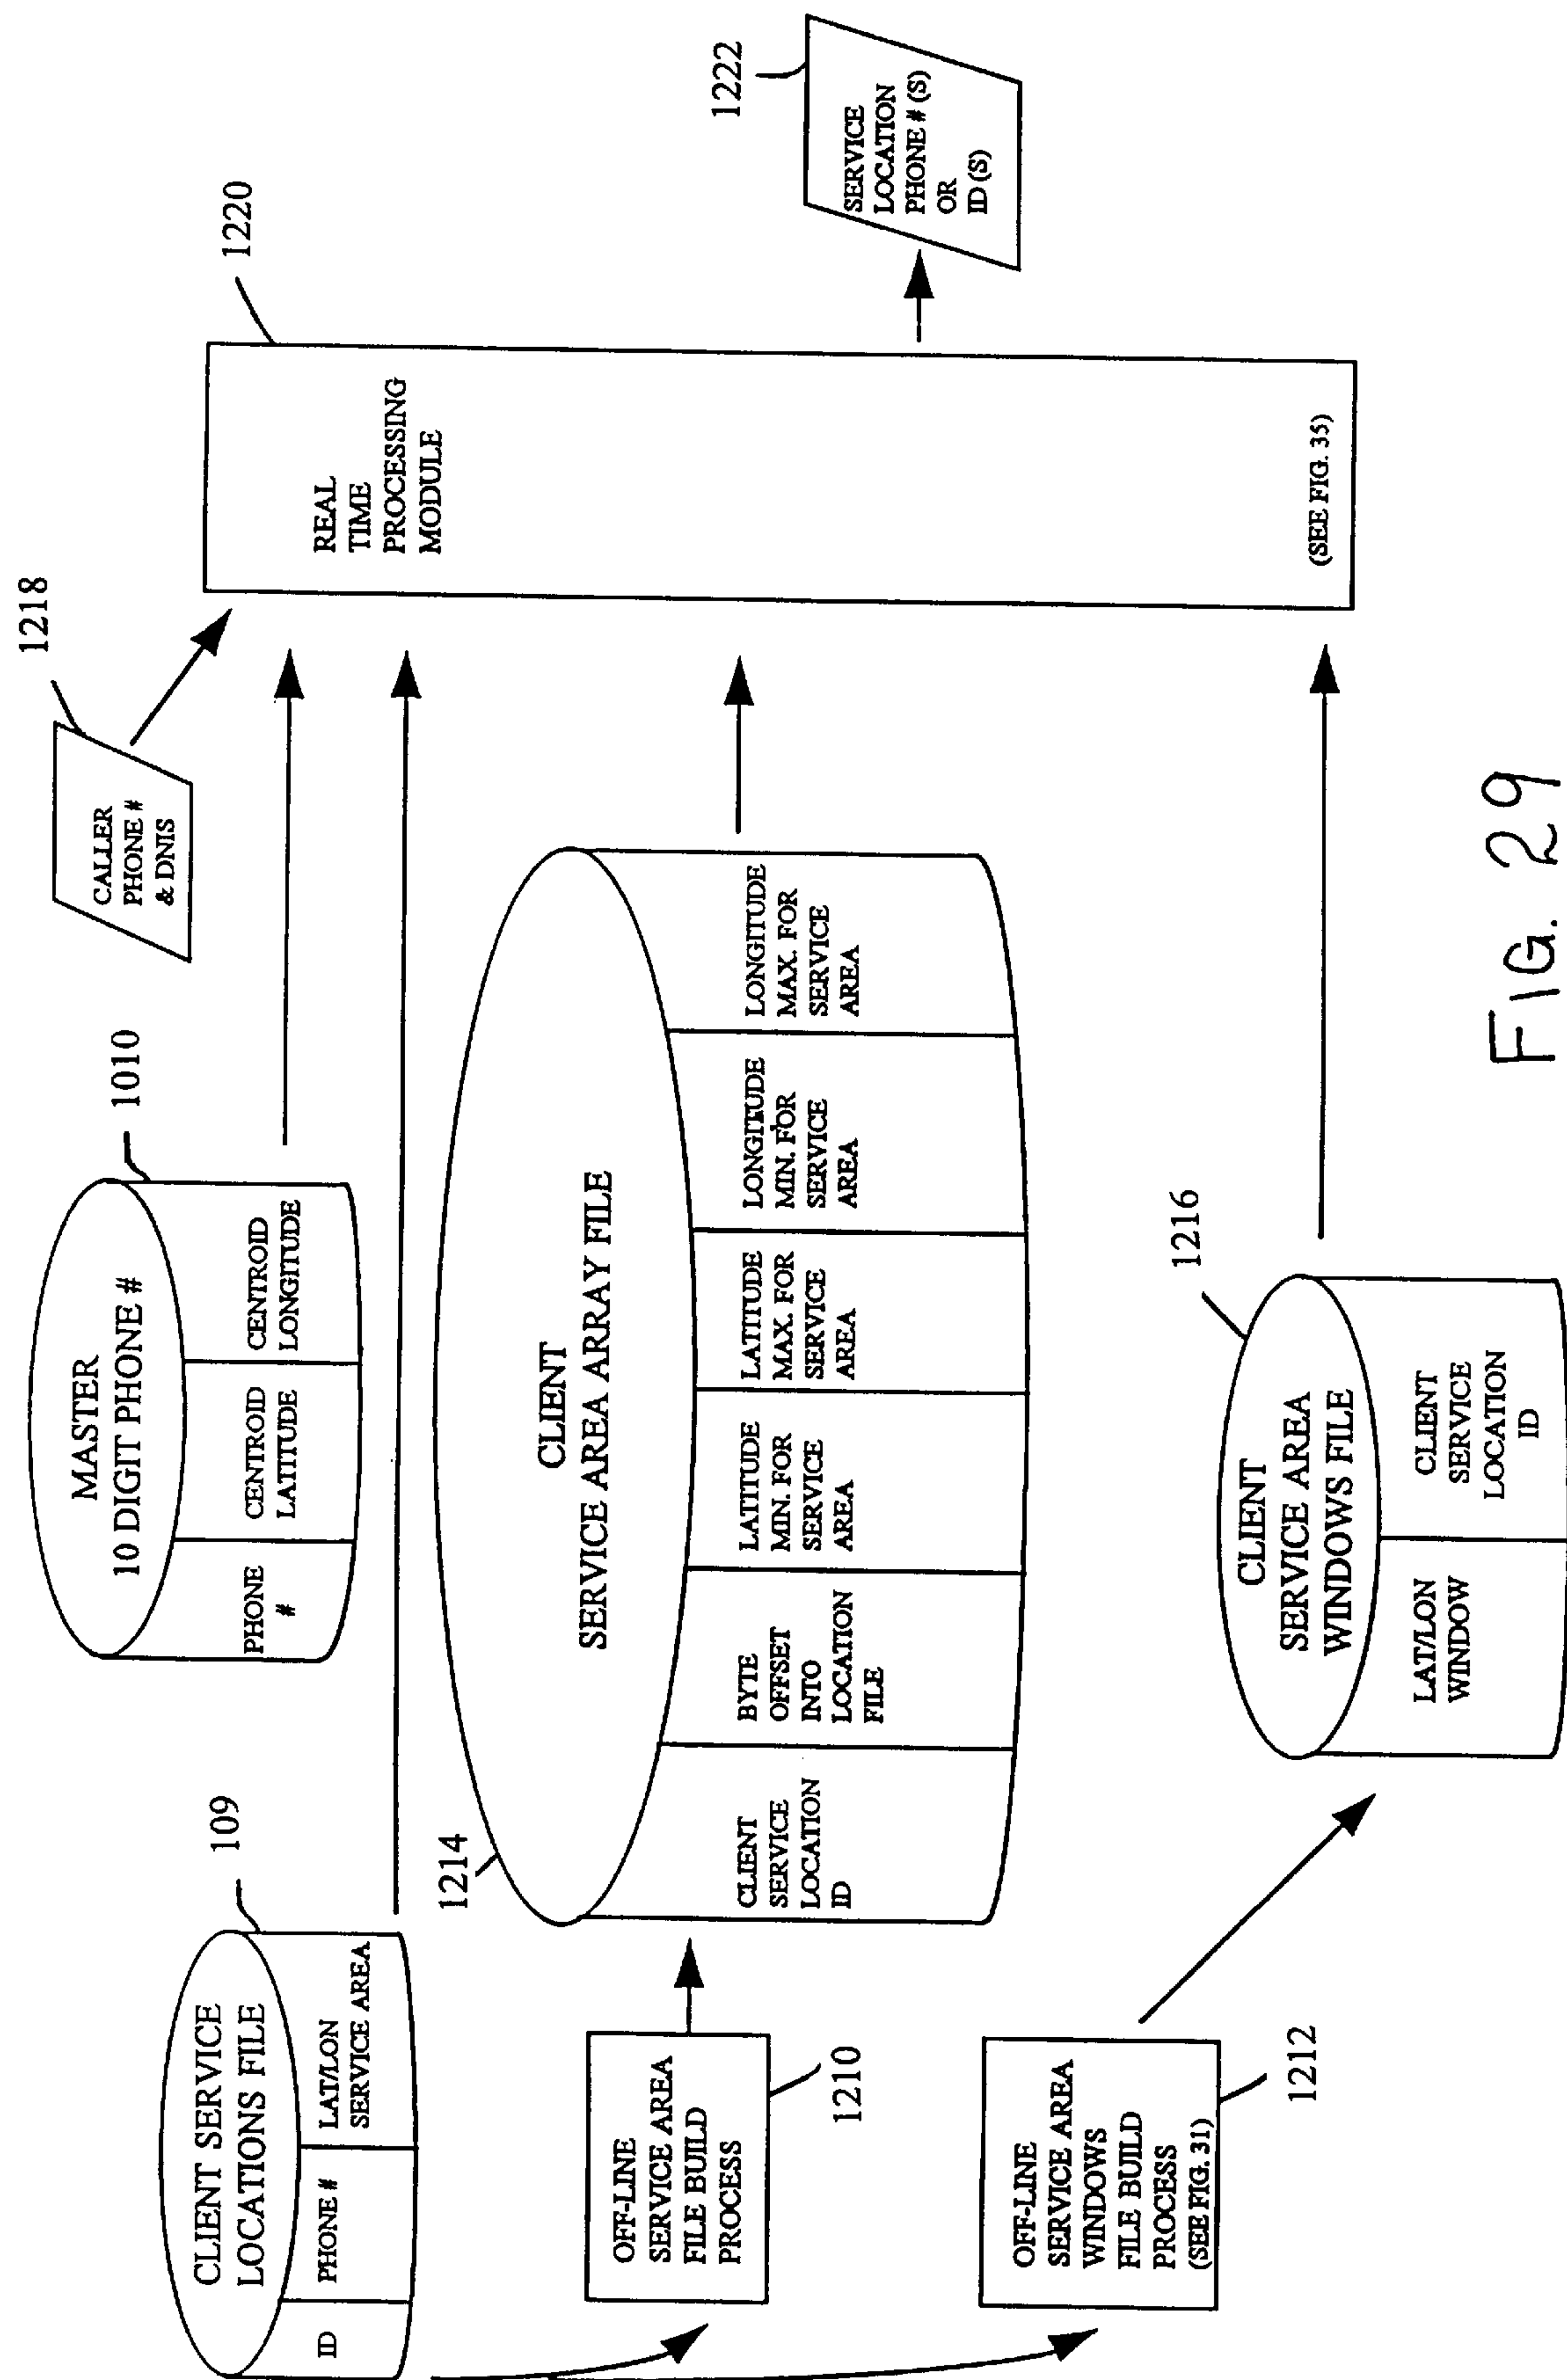 CLIENT SERVICE
LOCATIONS FILE
ID
PHONE #
LAT/LON
SERVICE AREA
109
MASTER
10 DIGIT PHONE #
PHONE
#
CENTROID
LATITUDE
CENTROID
LONGITUDE
1010
CALLER
PHONE #
& DNIS
1218
REAL
TIME
PROCESSING
MODULE
(SEE FIG. 35)
1220
SERVICE
LOCATION
PHONE # (S)
OR
ID (S)
1222
OFF-LINE
SERVICE AREA
FILE BUILD
PROCESS
1210
1214
CLIENT
SERVICE AREA ARRAY FILE
CLIENT
SERVICE
LOCATION
ID
BYTE
OFFSET
INTO
LOCATION
FILE
LATITUDE
MIN. FOR
SERVICE
AREA
LATITUDE
MAX. FOR
SERVICE
AREA
LONGITUDE
MIN. FOR
SERVICE
AREA
LONGITUDE
MAX. FOR
SERVICE
AREA
OFF-LINE
SERVICE AREA
WINDOWS
FILE BUILD
PROCESS
(SEE FIG. 31)
1212
CLIENT
SERVICE AREA
WINDOWS FILE
LAT/LON
WINDOW
CLIENT
SERVICE
LOCATION
ID
1216
FIG. 29